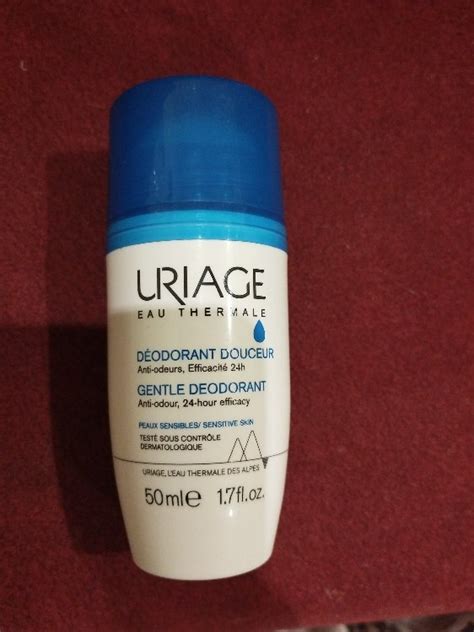 URIAGE
EAU THERMALE
DÉODORANT DOUCEUR
Anti-odeurs, Efficacité 24h
GENTLE DEODORANT
Anti-odour, 24-hour efficacy
PEAUX SENSIBLES/ SENSITIVE SKIN
TESTÉ SOUS CONTRÔLE
DERMATOLOGIQUE
URIAGE, L'EAU THERMALE DES ALPES
50ml℮ 1.7fl.oz.